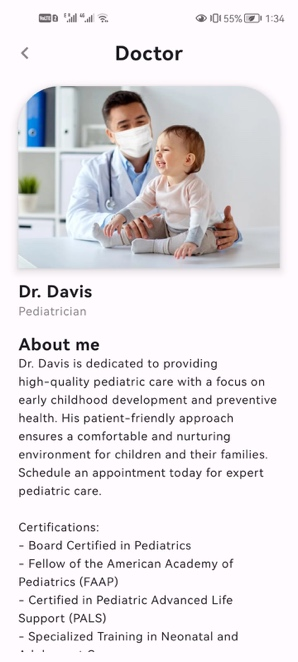 55% 1:34
Doctor
Dr. Davis
Pediatrician
About me
Dr. Davis is dedicated to providing
high-quality pediatric care with a focus on
early childhood development and preventive
health. His patient-friendly approach
ensures a comfortable and nurturing
environment for children and their families.
Schedule an appointment today for expert
pediatric care.
Certifications:
- Board Certified in Pediatrics
- Fellow of the American Academy of
Pediatrics (FAAP)
- Certified in Pediatric Advanced Life
Support (PALS)
- Specialized Training in Neonatal and